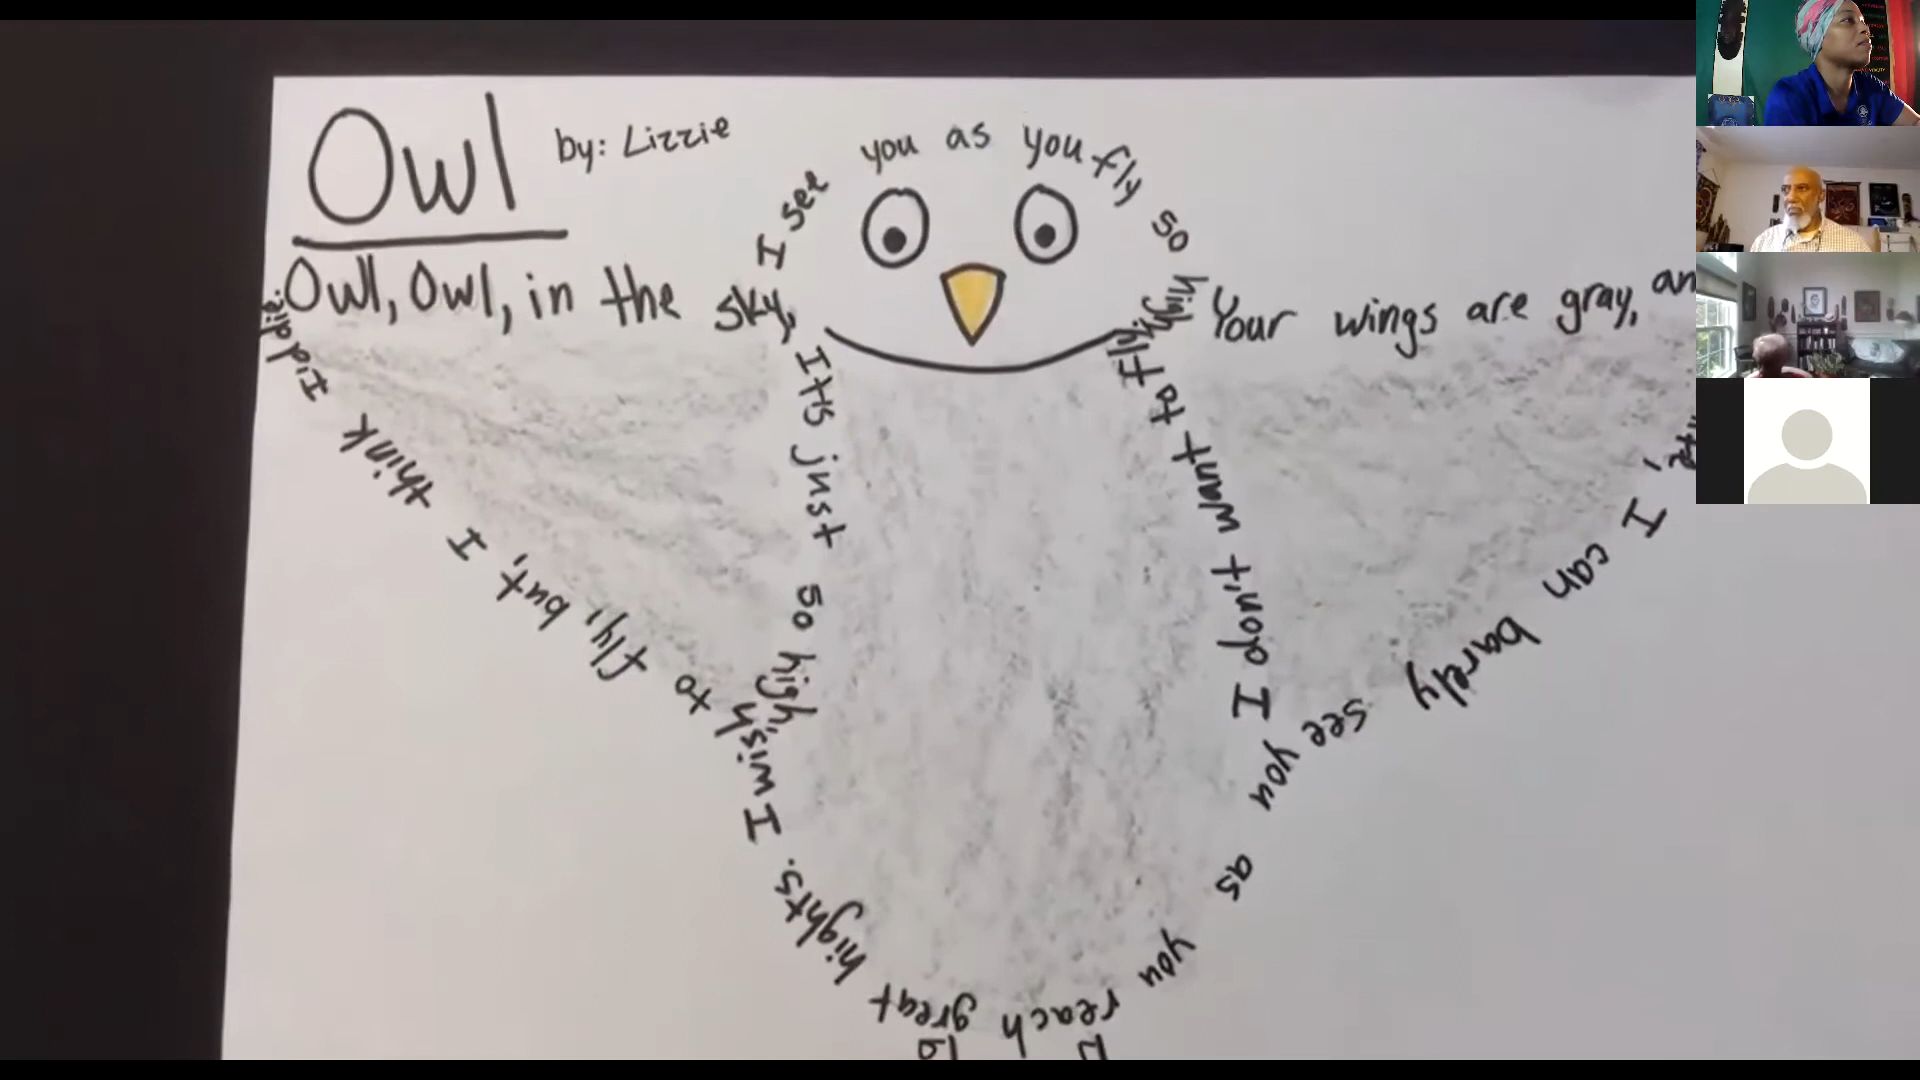 Owl
by: Lizzie
Owl, Owl, in the sky,
I see you as you fly so high.
Your wings are gray,
I can barely see you as you reach great hights.
I wish to fly, but, I think I'd die.
It's just so high,
I don't want to Fly!